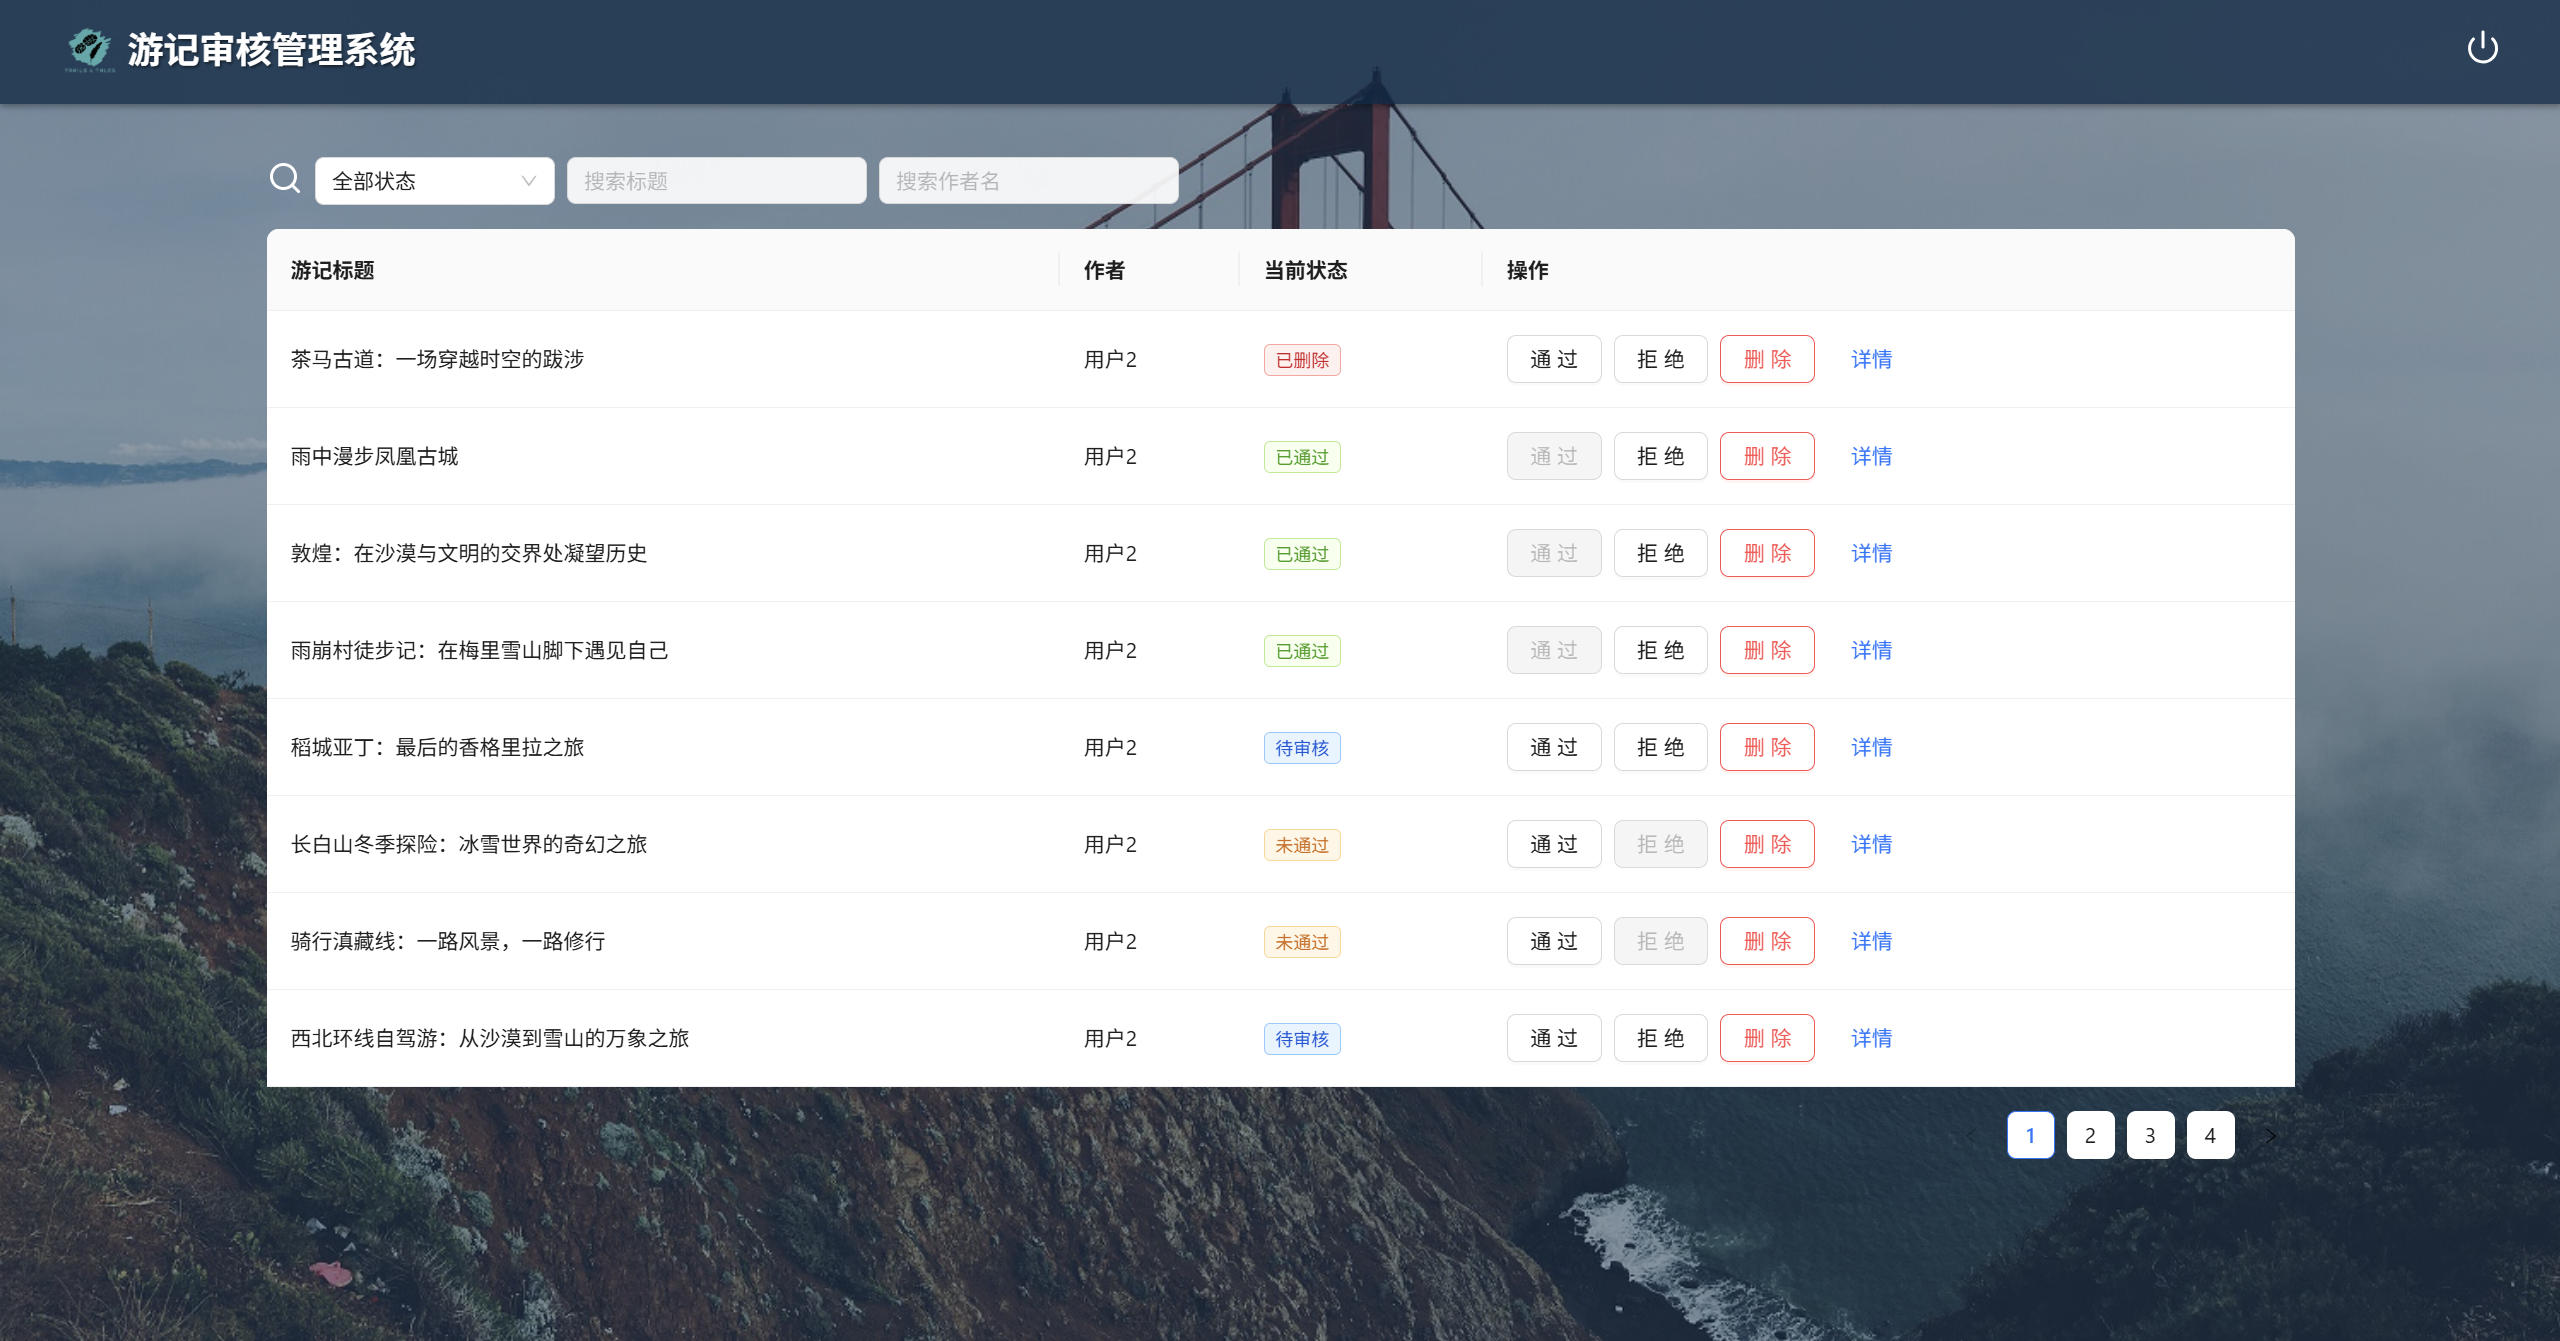 游记审核管理系统
全部状态 搜索标题 搜索作者名
游记标题 作者 当前状态 操作
茶马古道：一场穿越时空的跋涉 用户2 已删除 通过 拒绝 删除 详情
雨中漫步凤凰古城 用户2 已通过 通过 拒绝 删除 详情
敦煌：在沙漠与文明的交界处凝望历史 用户2 已通过 通过 拒绝 删除 详情
雨崩村徒步记：在梅里雪山脚下遇见自己 用户2 已通过 通过 拒绝 删除 详情
稻城亚丁：最后的香格里拉之旅 用户2 待审核 通过 拒绝 删除 详情
长白山冬季探险：冰雪世界的奇幻之旅 用户2 未通过 通过 拒绝 删除 详情
骑行滇藏线：一路风景，一路修行 用户2 未通过 通过 拒绝 删除 详情
西北环线自驾游：从沙漠到雪山的万象之旅 用户2 待审核 通过 拒绝 删除 详情
1 2 3 4